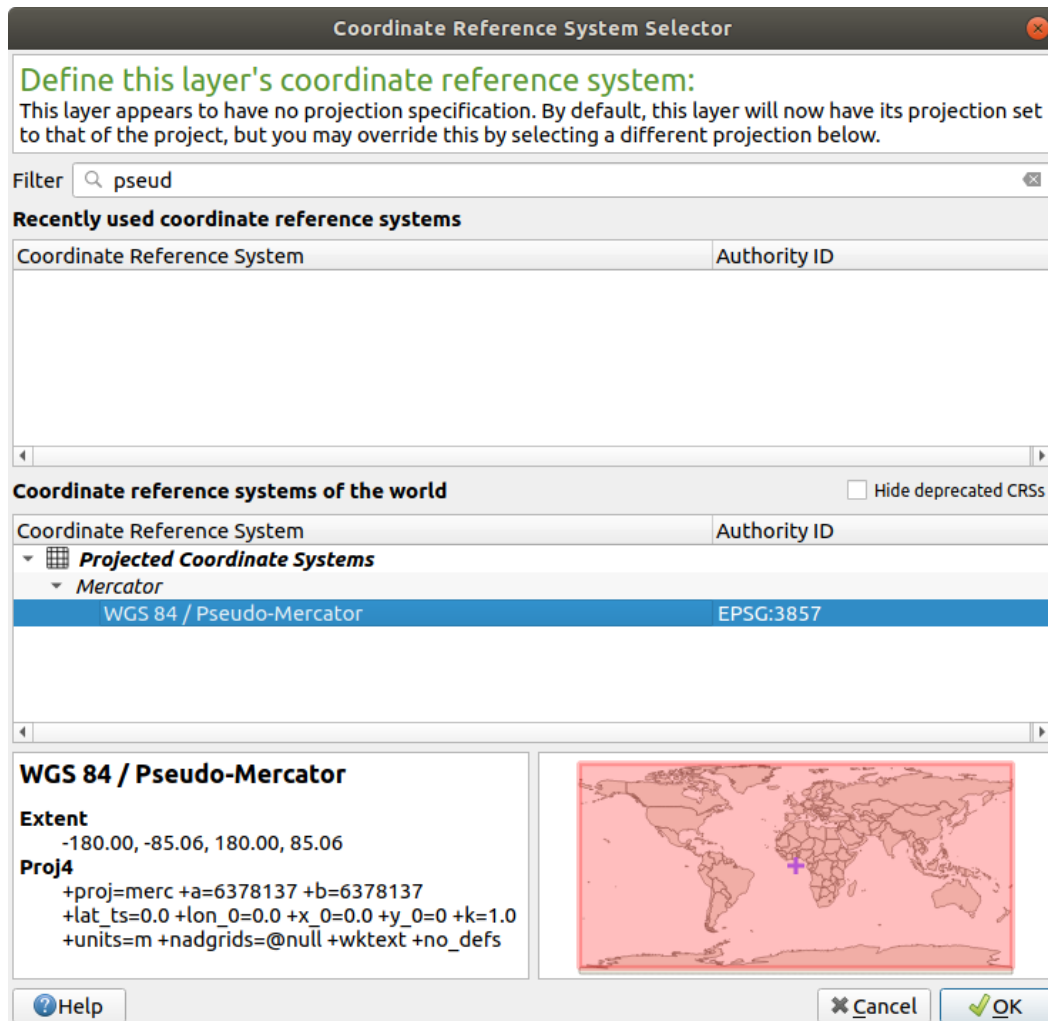 Coordinate Reference System Selector
Define this layer's coordinate reference system:
This layer appears to have no projection specification. By default, this layer will now have its projection set
to that of the project, but you may override this by selecting a different projection below.
Filter pseud
Recently used coordinate reference systems
Coordinate Reference System Authority ID
Coordinate reference systems of the world Hide deprecated CRSs
Coordinate Reference System Authority ID
Projected Coordinate Systems
Mercator
WGS 84 / Pseudo-Mercator EPSG:3857
WGS 84 / Pseudo-Mercator
Extent
-180.00, -85.06, 180.00, 85.06
Proj4
+proj=merc +a=6378137 +b=6378137
+lat_ts=0.0 +lon_0=0.0 +x_0=0.0 +y_0=0 +k=1.0
+units=m +nadgrids=@null +wktext +no_defs
Help Cancel OK